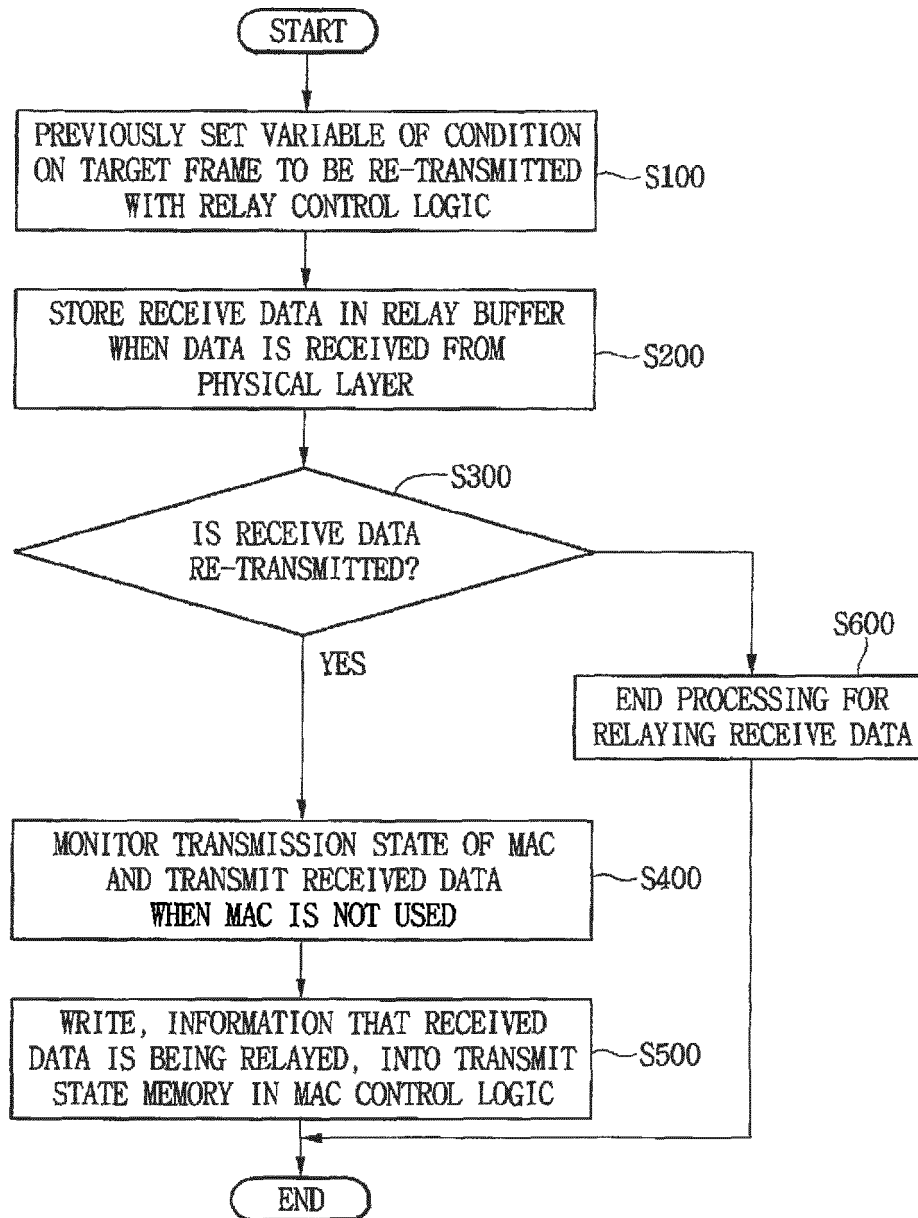 START
PREVIOUSLY SET VARIABLE OF CONDITION
ON TARGET FRAME TO BE RE-TRANSMITTED
WITH RELAY CONTROL LOGIC
S100
STORE RECEIVE DATA IN RELAY BUFFER
WHEN DATA IS RECEIVED FROM
PHYSICAL LAYER
S200
S300
IS RECEIVE DATA
RE-TRANSMITTED?
YES
S600
END PROCESSING FOR
RELAYING RECEIVE DATA
MONITOR TRANSMISSION STATE OF MAC
AND TRANSMIT RECEIVED DATA
WHEN MAC IS NOT USED
S400
WRITE, INFORMATION THAT RECEIVED
DATA IS BEING RELAYED, INTO TRANSMIT
STATE MEMORY IN MAC CONTROL LOGIC
S500
END